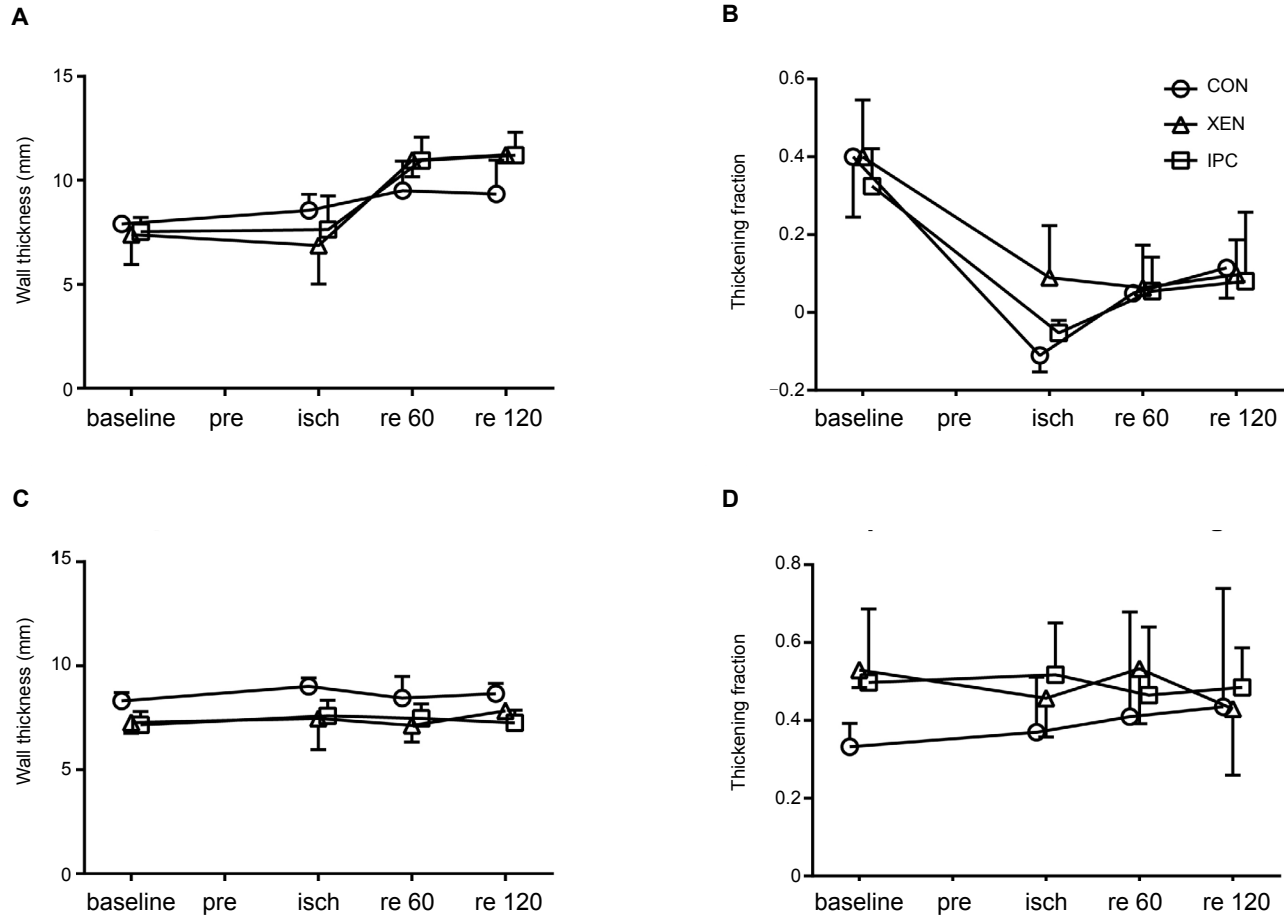 A
Wall thickness (mm)
15
10
5
0
baseline pre isch re 60 re 120
B
Thickening fraction
0.6
0.4
0.2
0
−0.2
CON
XEN
IPC
baseline pre isch re 60 re 120
C
Wall thickness (mm)
15
10
5
0
baseline pre isch re 60 re 120
D
Thickening fraction
0.8
0.6
0.4
0.2
0
baseline pre isch re 60 re 120